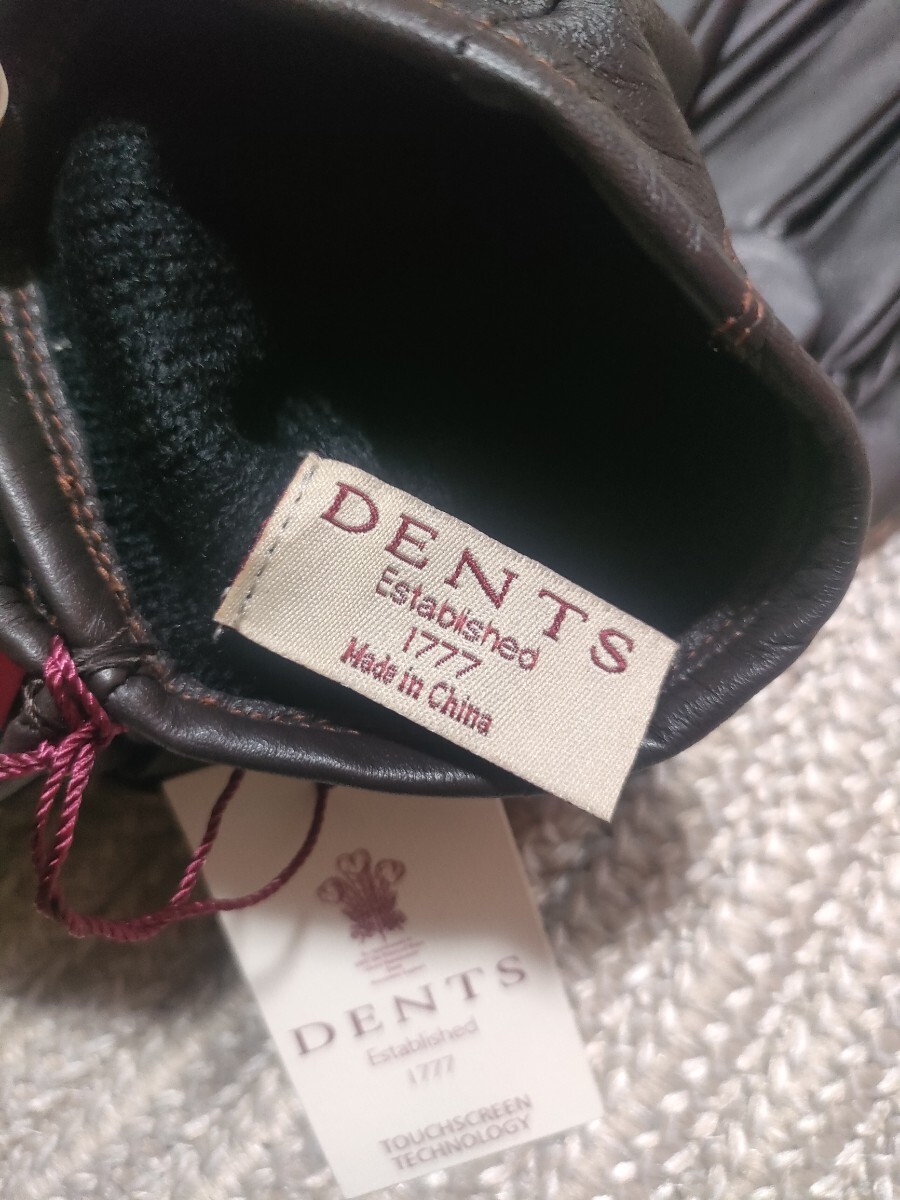 DENTS
Established
1777
Made in China
DENTS
Established
1777
TOUCHSCREEN
TECHNOLOGY